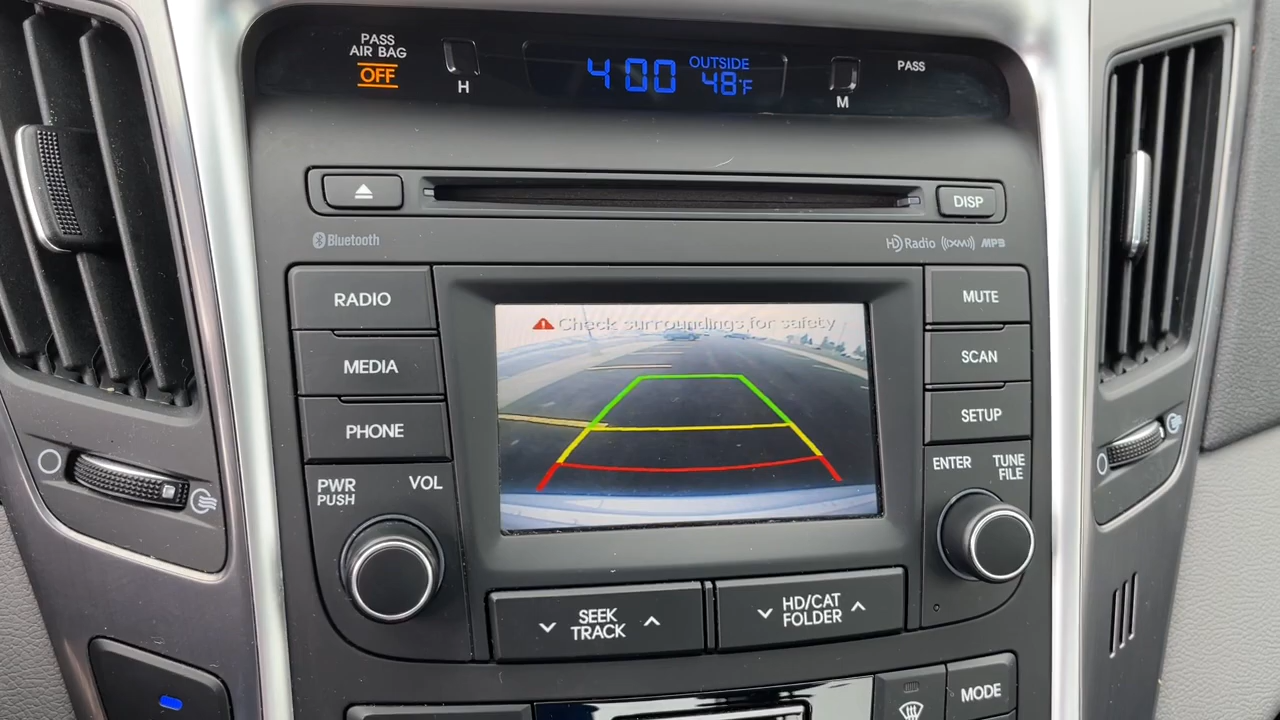 PASS
AIR BAG
OFF
H
4 00
OUTSIDE
48°F
M
PASS
DISP
Bluetooth
HD Radio ((XM)) MP3
RADIO
MEDIA
PHONE
MUTE
SCAN
SETUP
Check surroundings for safety
PWR
PUSH
VOL
ENTER
TUNE
FILE
SEEK
TRACK
HD/CAT
FOLDER
MODE